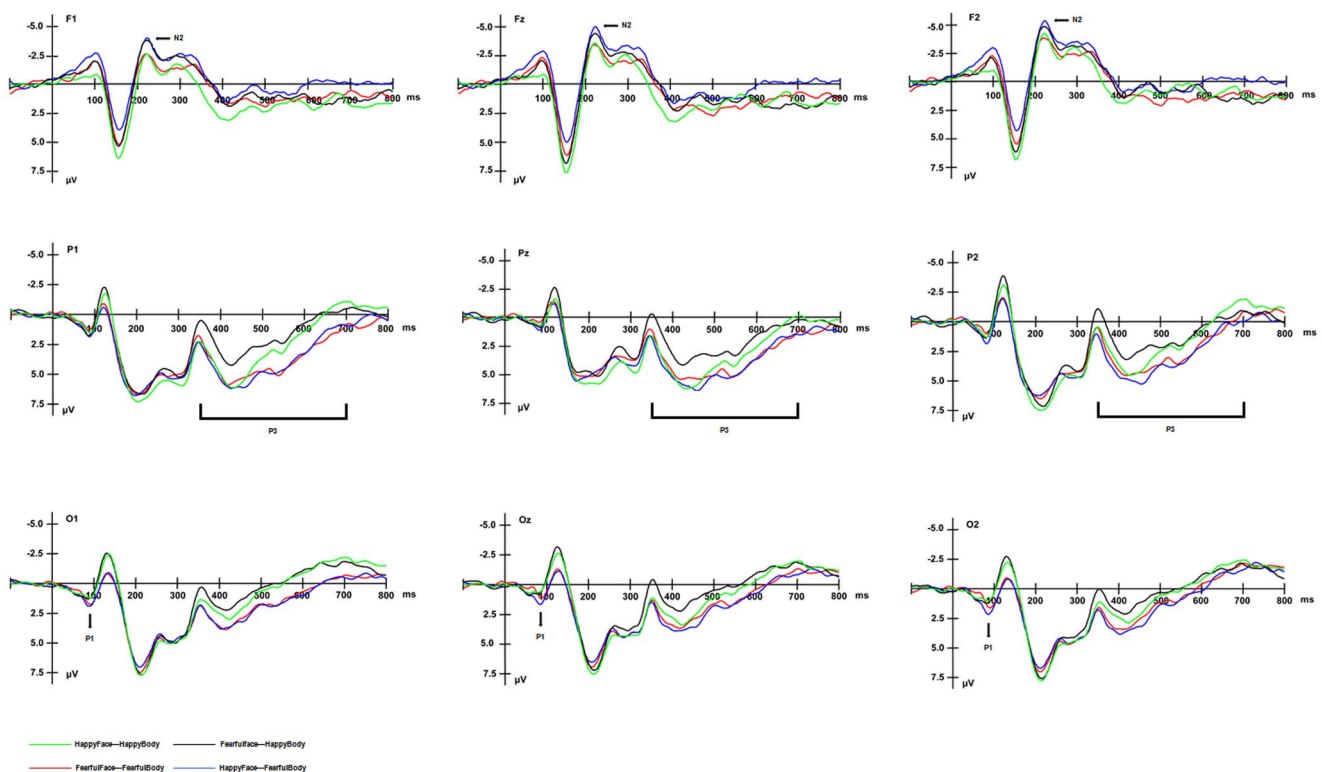 F1
-5.0
N2
-2.5
100 200 300 400 500 600 700 800 ms
2.5
5.0
7.5
µV
Fz
-5.0
N2
-2.5
100 200 300 400 500 600 700 800 ms
2.5
5.0
7.5
µV
F2
-5.0
N2
-2.5
100 200 300 400 500 600 700 800 ms
2.5
5.0
7.5
µV
P1
-5.0
-2.5
100 200 300 400 500 600 700 800 ms
2.5
5.0
7.5
µV
P3
Pz
-5.0
-2.5
100 200 300 400 500 600 700 800 ms
2.5
5.0
7.5
µV
P3
P2
-5.0
-2.5
100 200 300 400 500 600 700 800 ms
2.5
5.0
7.5
µV
P3
O1
-5.0
-2.5
100 200 300 400 500 600 700 800 ms
2.5
P1
5.0
7.5
µV
Oz
-5.0
-2.5
100 200 300 400 500 600 700 800 ms
2.5
P1
5.0
7.5
µV
O2
-5.0
-2.5
100 200 300 400 500 600 700 800 ms
2.5
P1
5.0
7.5
µV
HappyFace—HappyBody Fearfulface—HappyBody
FearfulFace—FearfulBody HappyFace—FearfulBody